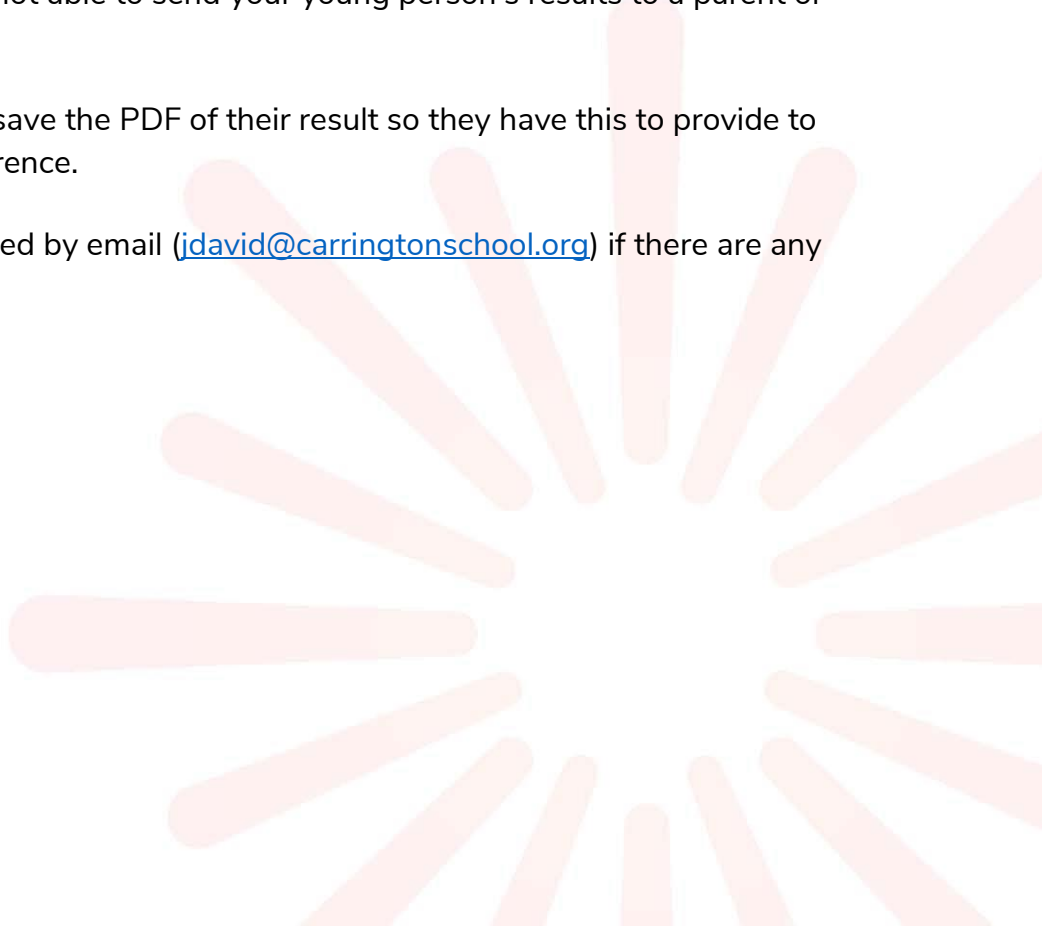 not able to send your young person's results to a parent or
save the PDF of their result so they have this to provide to
rence.
ed by email (jdavid@carringtonschool.org) if there are any